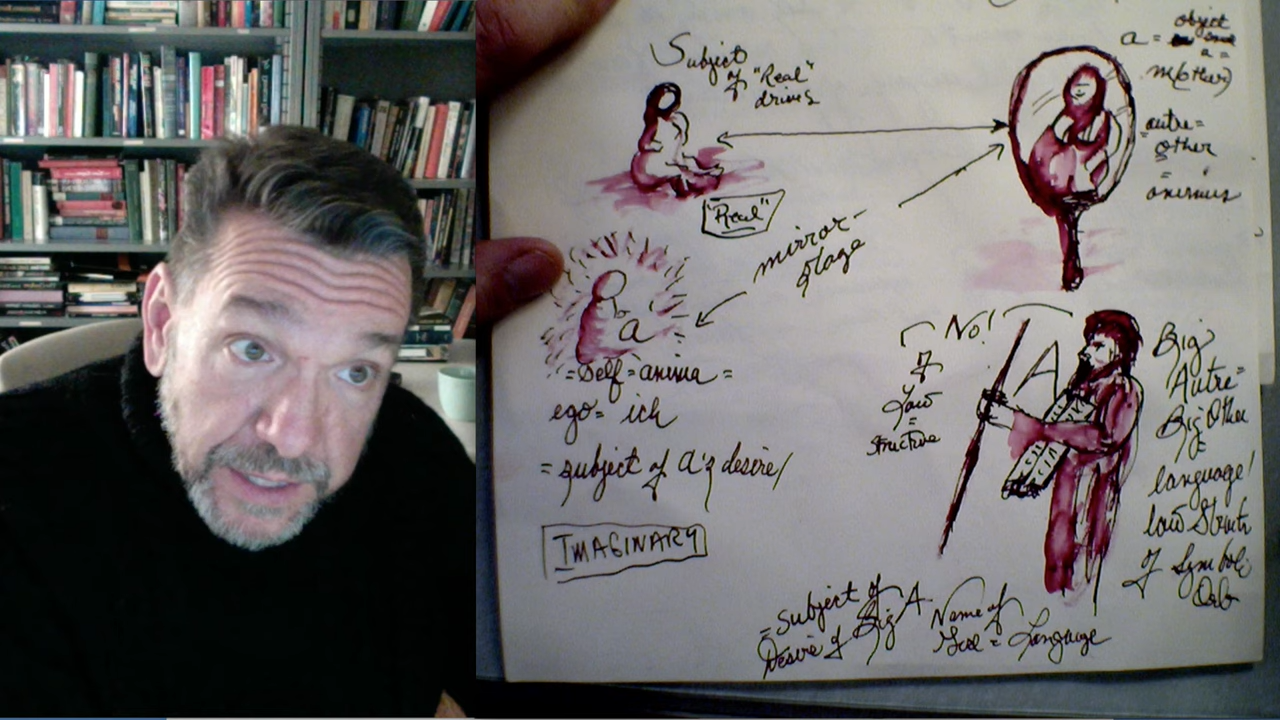 Subject
of "Real"
drives
"Real"
object
a =
a =
m(other)
autre =
other
=
mirror-
stage
a
= Self = anima =
ego = ich
= subject of a's desire/
IMAGINARY
No!
of
Law
=
structure
A
Big
Autre =
Big Other
=
language/
law Struct
of Symbolic
Ord
= Subject of
Desire of Big A
Name of
= Language